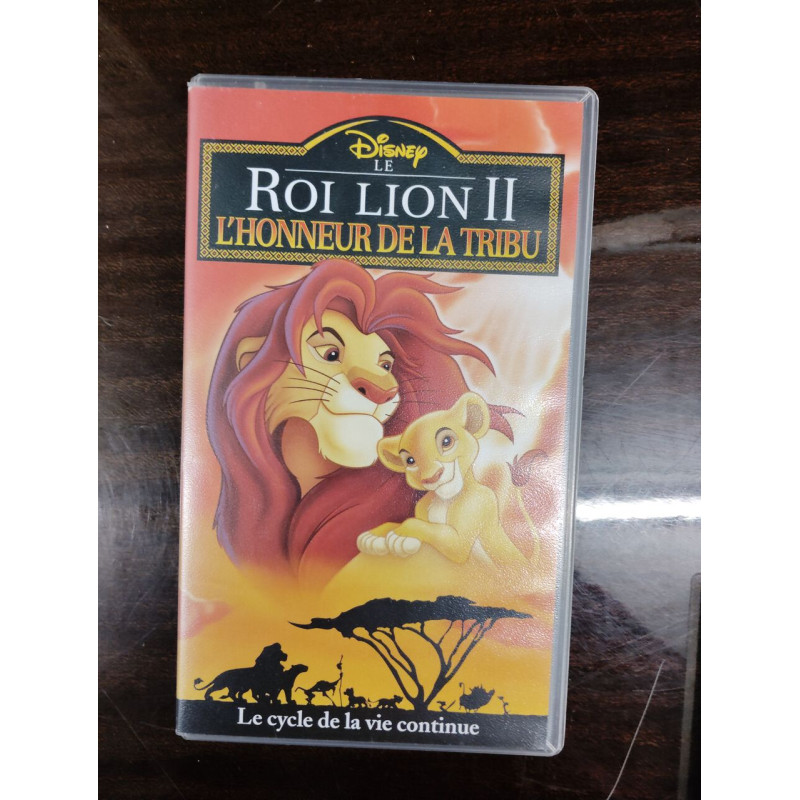 Disney
LE
ROI LION II
L'HONNEUR DE LA TRIBU
Le cycle de la vie continue